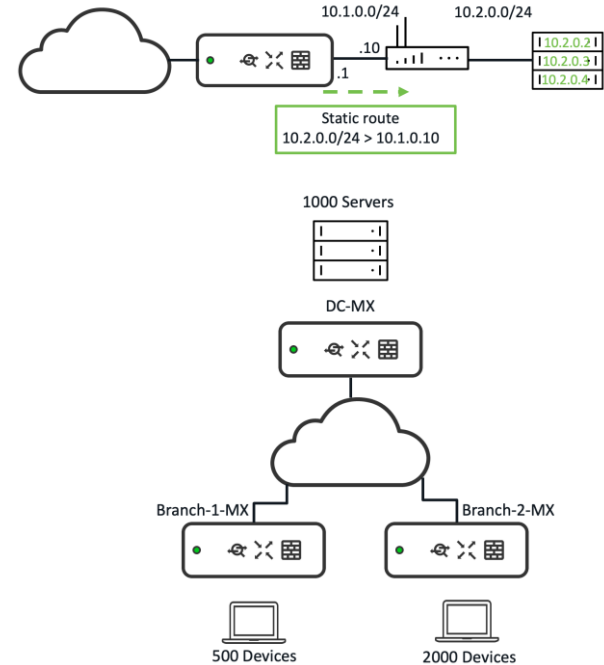 10.1.0.0/24 10.2.0.0/24
.10
.1
10.2.0.2
10.2.0.3
10.2.0.4
Static route
10.2.0.0/24 > 10.1.0.10
1000 Servers
DC-MX
Branch-1-MX Branch-2-MX
500 Devices 2000 Devices